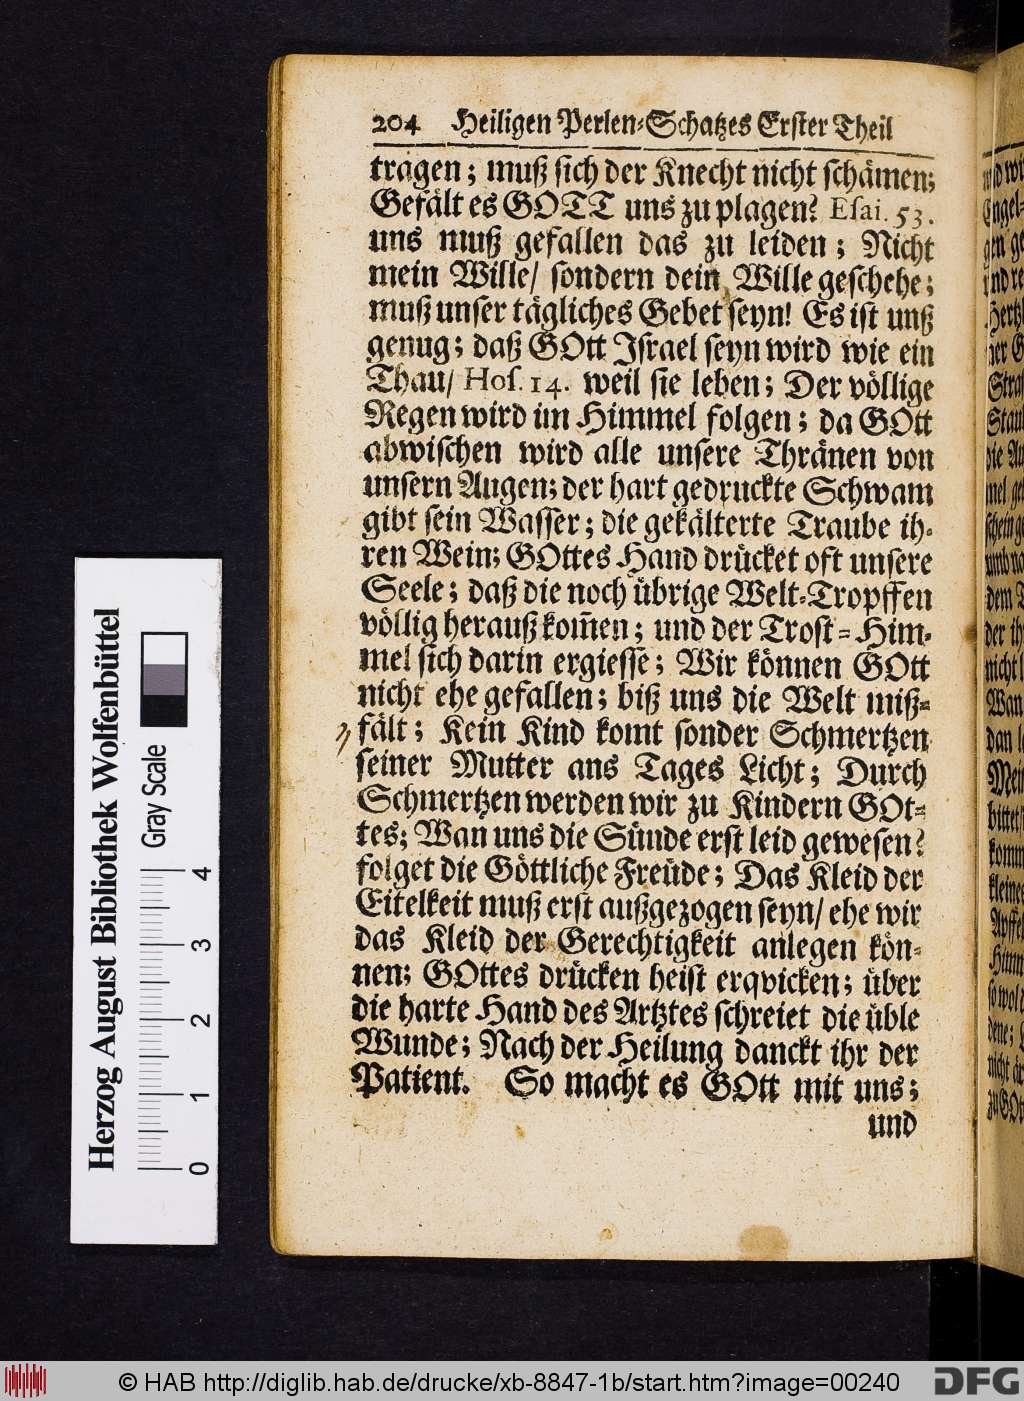 204 Heiligen Perlen-Schatzes Erster Theil
tragen; muß sich der Knecht nicht schämen;
Gefält es GOTT uns zu plagen? Esai. 53.
uns muß gefallen das zu leiden; Nicht
mein Wille/ sondern dein Wille geschehe;
muß unser tägliches Gebet seyn! Es ist unß
genug; daß GOtt Israel seyn wird wie ein
Thau/ Hos. 14. weil sie leben; Der völlige
Regen wird im Himmel folgen; da GOtt
abwischen wird alle unsere Thränen von
unsern Augen; der hart gedruckte Schwam
gibt sein Wasser; die gekälterte Traube ih-
ren Wein; GOttes Hand drücket oft unsere
Seele; daß die noch übrige Welt-Tropffen
völlig herauß kom̃en; und der Trost-Him-
mel sich darin ergiesse; Wir können GOtt
nicht ehe gefallen; biß uns die Welt miß-
fält; Kein Kind komt sonder Schmertzen
seiner Mutter ans Tages Licht; Durch
Schmertzen werden wir zu Kindern GOt-
tes; Wan uns die Sünde erst leid gewesen?
folget die Göttliche Freüde; Das Kleid der
Eitelkeit muß erst außgezogen seyn/ ehe wir
das Kleid der Gerechtigkeit anlegen kön-
nen; GOttes drücken heist erqvicken; über
die harte Hand des Artztes schreiet die üble
Wunde; Nach der Heilung danckt ihr der
Patient. So macht es GOtt mit uns;
und
Herzog August Bibliothek Wolfenbüttel
Gray Scale
0 1 2 3 4
© HAB http://diglib.hab.de/drucke/xb-8847-1b/start.htm?image=00240
DFG